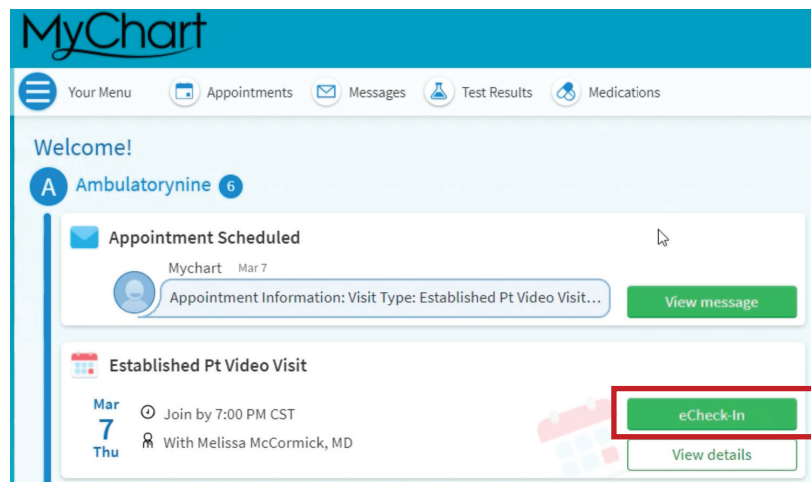 MyChart
Your Menu Appointments Messages Test Results Medications
Welcome!
A Ambulatorynine 6
Appointment Scheduled
Mychart Mar 7
Appointment Information: Visit Type: Established Pt Video Visit...
View message
Established Pt Video Visit
Mar
7
Thu
Join by 7:00 PM CST
With Melissa McCormick, MD
eCheck-In
View details